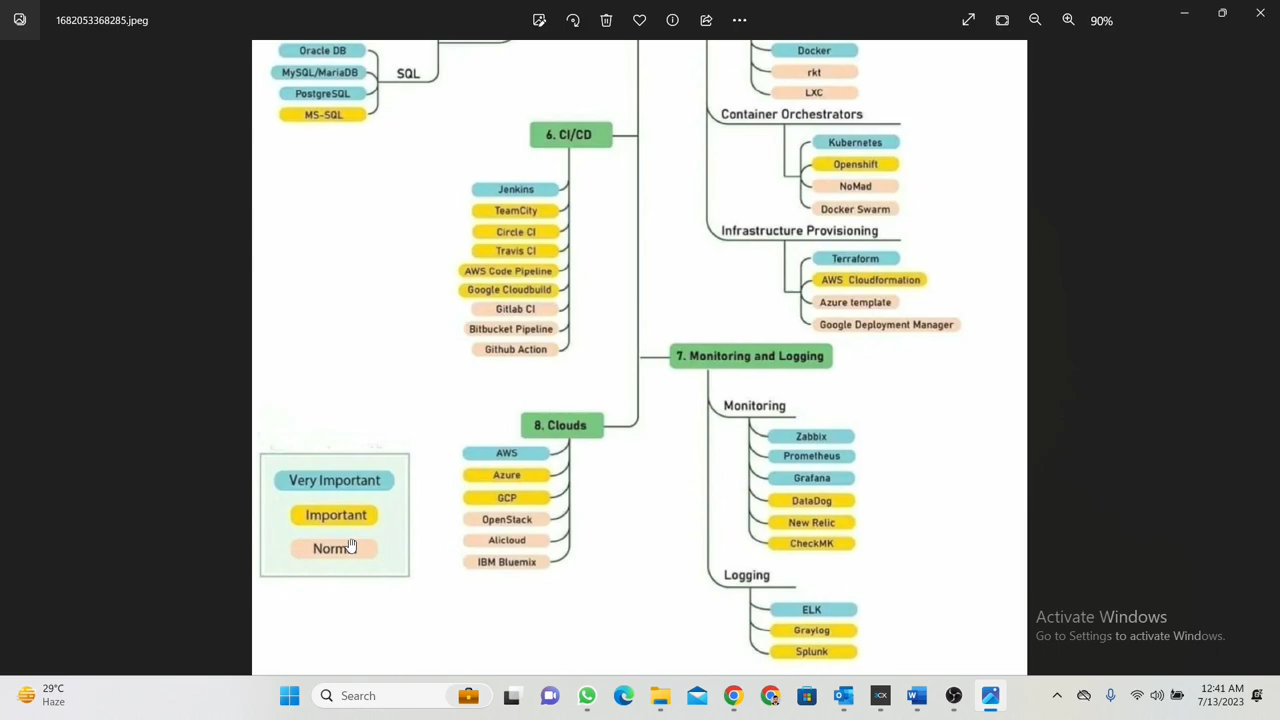 1682053368285.jpeg
90%
Oracle DB
MySQL/MariaDB
PostgreSQL
MS-SQL
SQL
6. CI/CD
Jenkins
TeamCity
Circle CI
Travis CI
AWS Code Pipeline
Google Cloudbuild
Gitlab CI
Bitbucket Pipeline
Github Action
8. Clouds
AWS
Azure
GCP
OpenStack
Alicloud
IBM Bluemix
Very Important
Important
Docker
rkt
LXC
Container Orchestrators
Kubernetes
Openshift
NoMad
Docker Swarm
Infrastructure Provisioning
Terraform
AWS Cloudformation
Azure template
Google Deployment Manager
7. Monitoring and Logging
Monitoring
Zabbix
Prometheus
Grafana
DataDog
New Relic
CheckMK
Logging
ELK
Graylog
Splunk
Activate Windows
Go to Settings to activate Windows.
29°C
Haze
Search
3CX
12:41 AM
7/13/2023